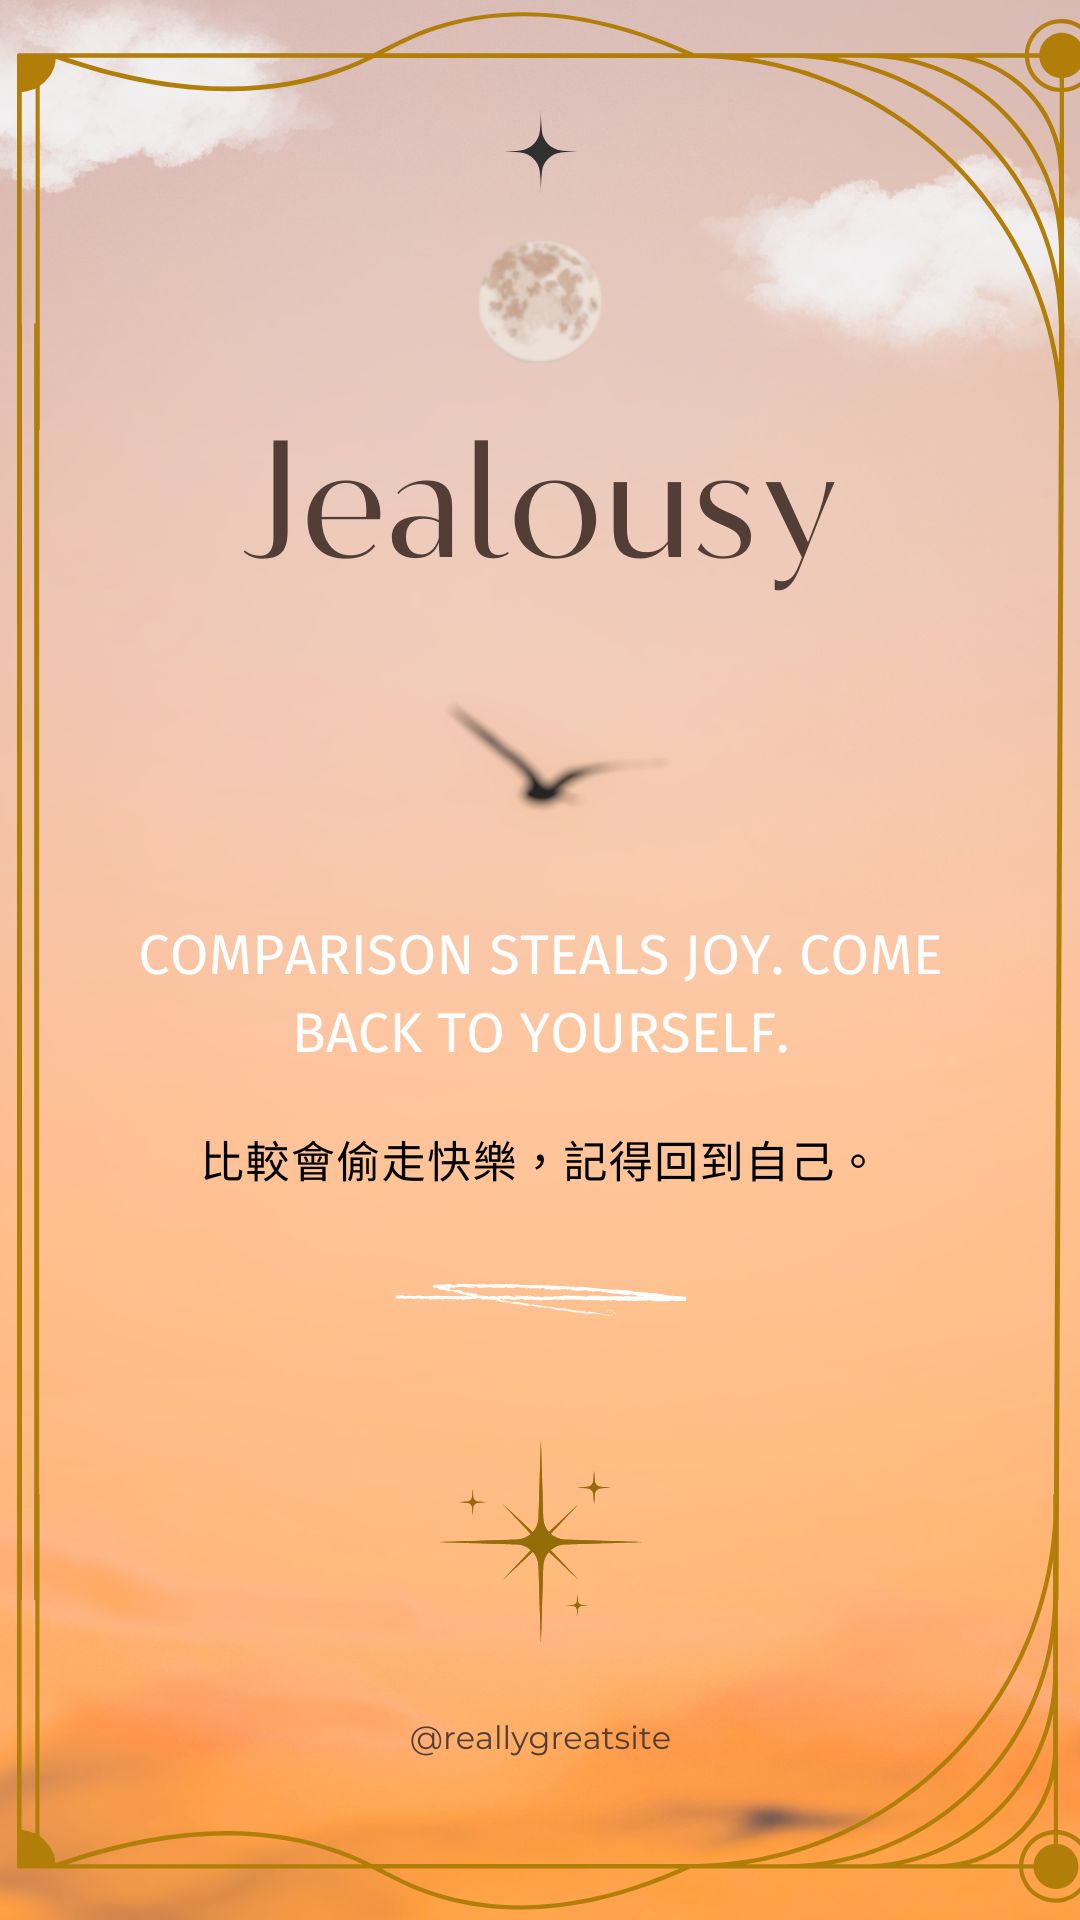 Jealousy
COMPARISON STEALS JOY. COME
BACK TO YOURSELF.
比較會偷走快樂，記得回到自己。
@reallygreatsite